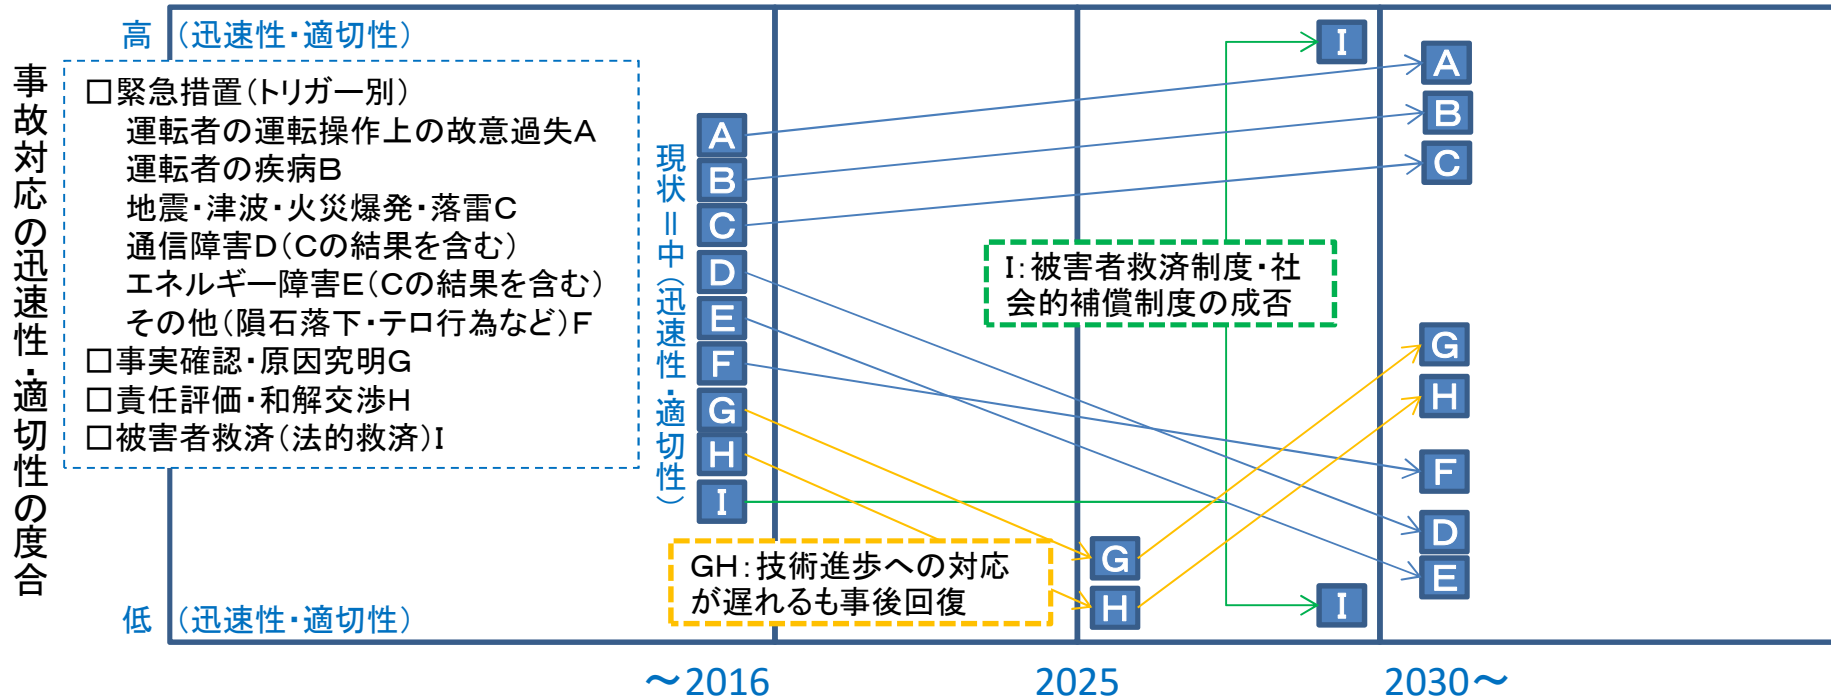 事故対応の迅速性・適切性の度合
高 (迅速性・適切性)
□緊急措置(トリガー別)
運転者の運転操作上の故意過失A
運転者の疾病B
地震・津波・火災爆発・落雷C
通信障害D(Cの結果を含む)
エネルギー障害E(Cの結果を含む)
その他(隕石落下・テロ行為など)F
□事実確認・原因究明G
□責任評価・和解交渉H
□被害者救済(法的救済)I
低 (迅速性・適切性)
現状=中(迅速性・適切性)
A
B
C
D
E
F
G
H
I
GH:技術進歩への対応
が遅れるも事後回復
G
H
I:被害者救済制度・社
会的補償制度の成否
I
I
A
B
C
G
H
F
D
E
~2016
2025
2030~